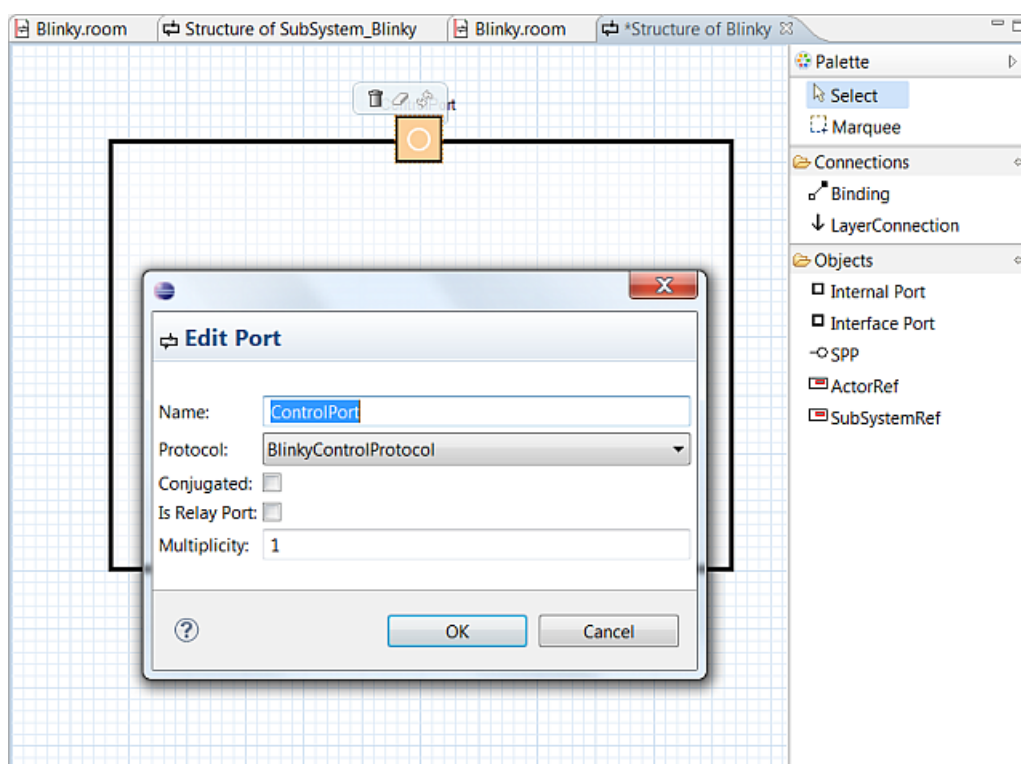 Blinky.room
Structure of SubSystem_Blinky
Blinky.room
*Structure of Blinky
Palette
Select
Marquee
Connections
Binding
LayerConnection
Objects
Internal Port
Interface Port
SPP
ActorRef
SubSystemRef
ControlPort
Edit Port
Name: ControlPort
Protocol: BlinkyControlProtocol
Conjugated:
Is Relay Port:
Multiplicity: 1
OK Cancel